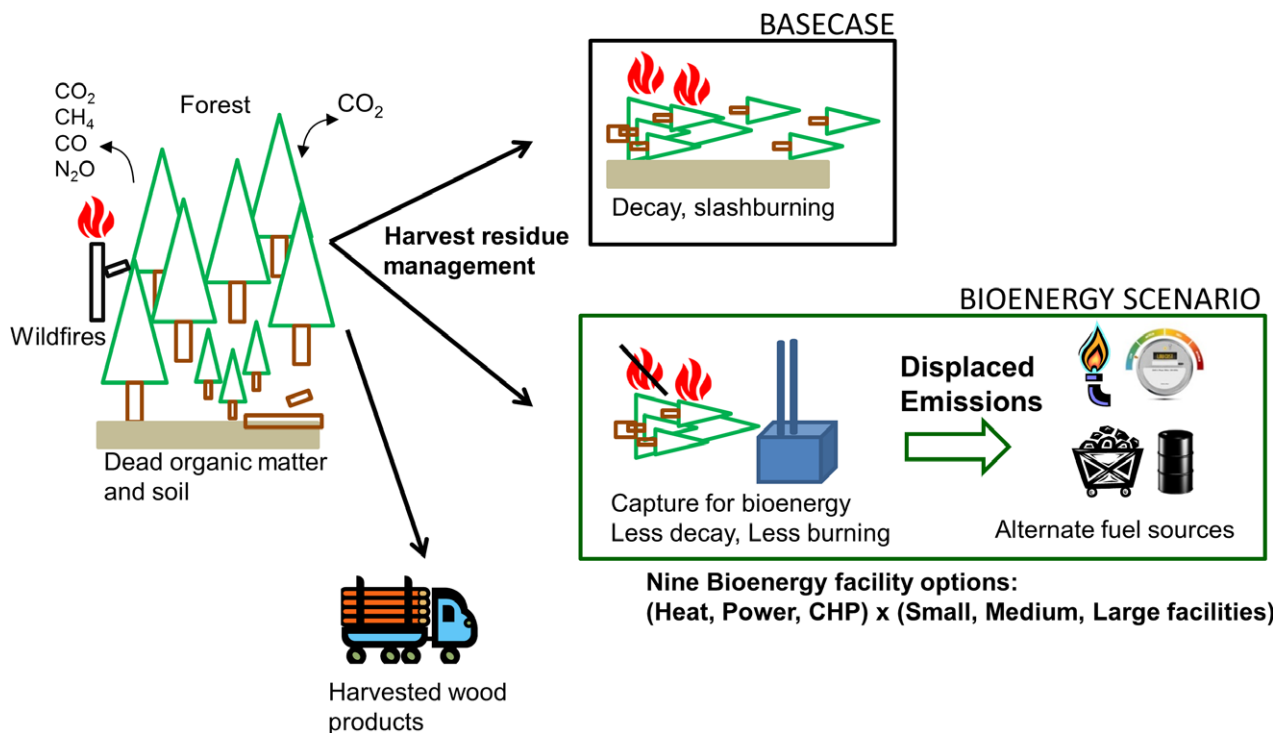 BASECASE
CO₂
CH₄
CO
N₂O
Forest
CO₂
Decay, slashburning
Harvest residue
management
Wildfires
BIOENERGY SCENARIO
Displaced
Emissions
Capture for bioenergy
Less decay, Less burning
Alternate fuel sources
Dead organic matter
and soil
Nine Bioenergy facility options:
(Heat, Power, CHP) x (Small, Medium, Large facilities)
Harvested wood
products